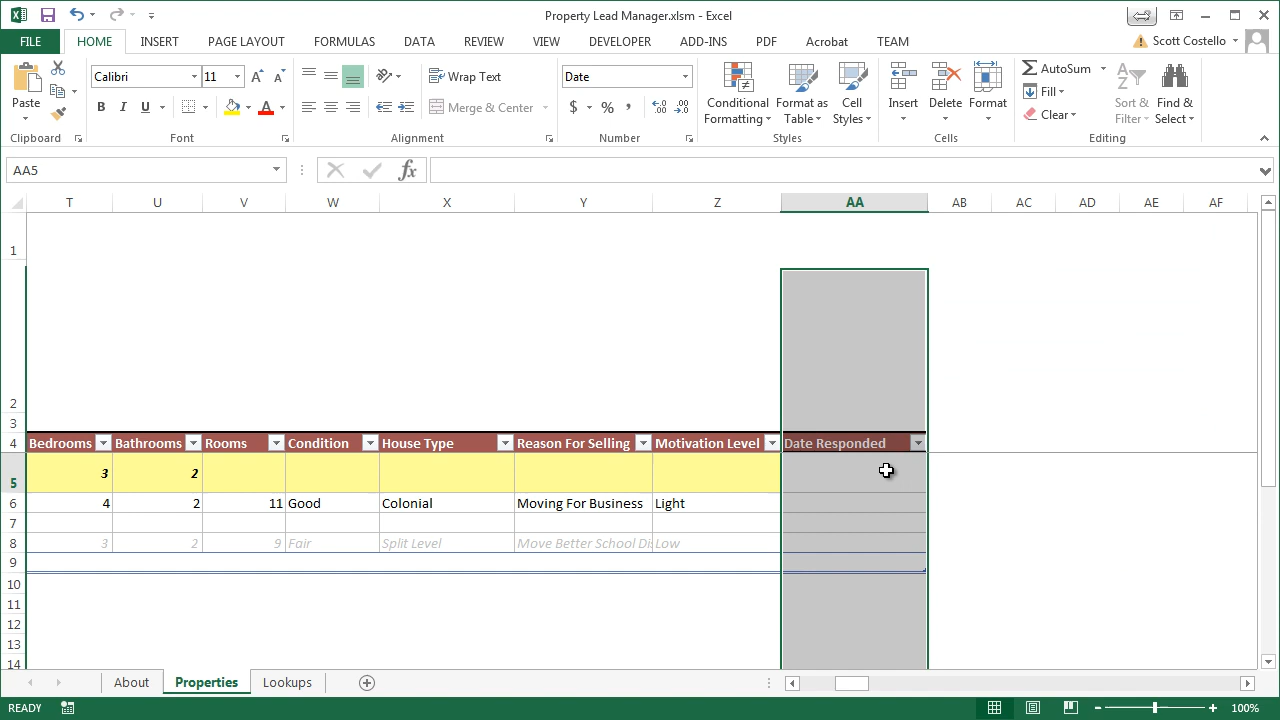 Property Lead Manager.xlsm - Excel
FILE HOME INSERT PAGE LAYOUT FORMULAS DATA REVIEW VIEW DEVELOPER ADD-INS PDF Acrobat TEAM Scott Costello
Calibri 11 Wrap Text Date AutoSum
Paste Conditional Formatting Format as Table Cell Styles Insert Delete Format Fill Sort & Filter Find & Select
B I U A Merge & Center $ % , Clear
Clipboard Font Alignment Number Styles Cells Editing
AA5 fx
T U V W X Y Z AA AB AC AD AE AF
1
2
3
4 Bedrooms Bathrooms Rooms Condition House Type Reason For Selling Motivation Level Date Responded
5 3 2
6 4 2 11 Good Colonial Moving For Business Light
7
8 3 2 9 Fair Split Level Move Better School Di Low
9
10
11
12
13
14
About Properties Lookups
READY 100%